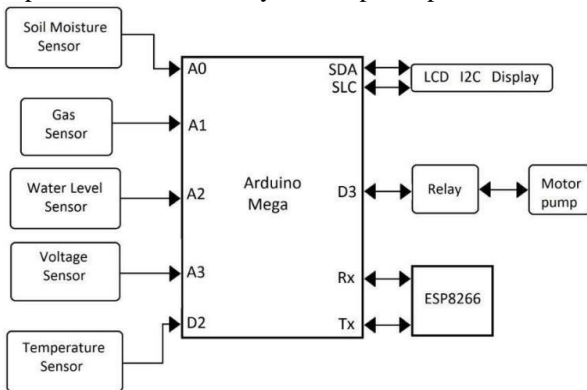 Soil Moisture
Sensor
Gas
Sensor
Water Level
Sensor
Voltage
Sensor
Temperature
Sensor
A0
A1
A2
A3
D2
Arduino
Mega
SDA
SLC
D3
Rx
Tx
LCD I2C Display
Relay
Motor
pump
ESP8266